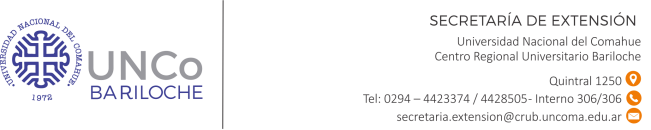 UNIVERSIDAD NACIONAL DEL COMAHUE
1972
UNCo
BARILOCHE
SECRETARÍA DE EXTENSIÓN
Universidad Nacional del Comahue
Centro Regional Universitario Bariloche
Quintral 1250
Tel: 0294 – 4423374 / 4428505- Interno 306/306
secretaria.extension@crub.uncoma.edu.ar